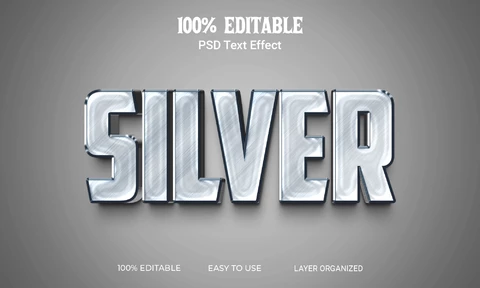 100% EDITABLE
PSD Text Effect
SILVER
100% EDITABLE EASY TO USE LAYER ORGANIZED